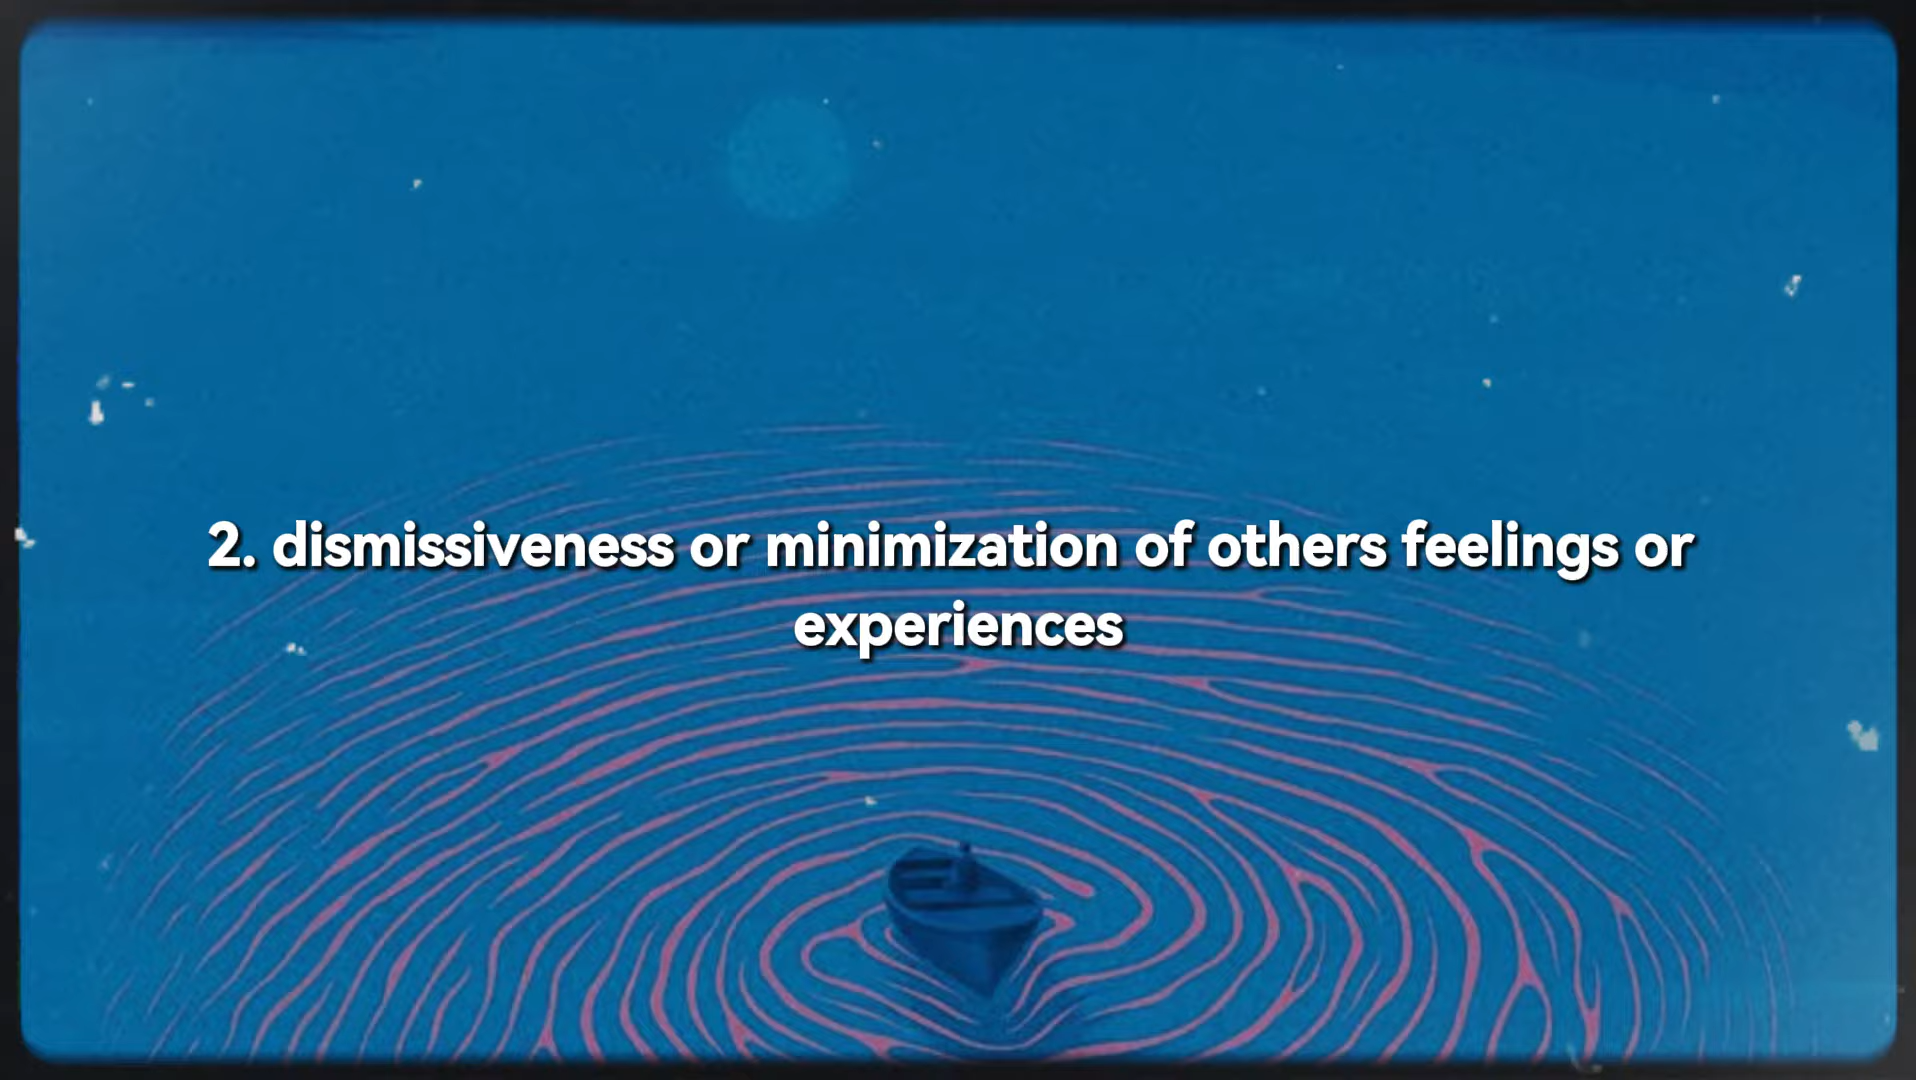 2. dismissiveness or minimization of others feelings or
experiences